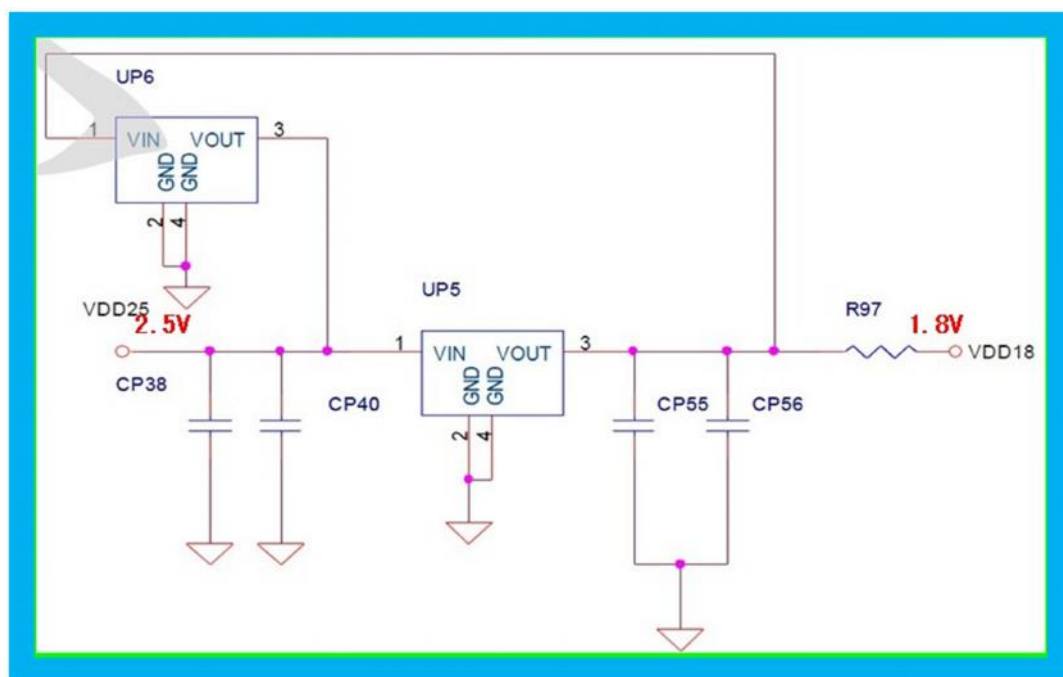 UP6
1
VIN
VOUT
3
GND
GND
2
4
VDD25
2.5V
UP5
R97
1.8V
1
VIN
VOUT
3
VDD18
CP38
CP40
GND
GND
CP55
CP56
2
4